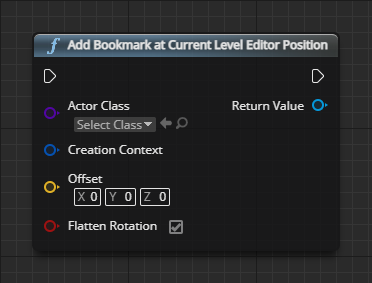 f Add Bookmark at Current Level Editor Position
Actor Class Return Value
Select Class
Creation Context
Offset
X 0 Y 0 Z 0
Flatten Rotation